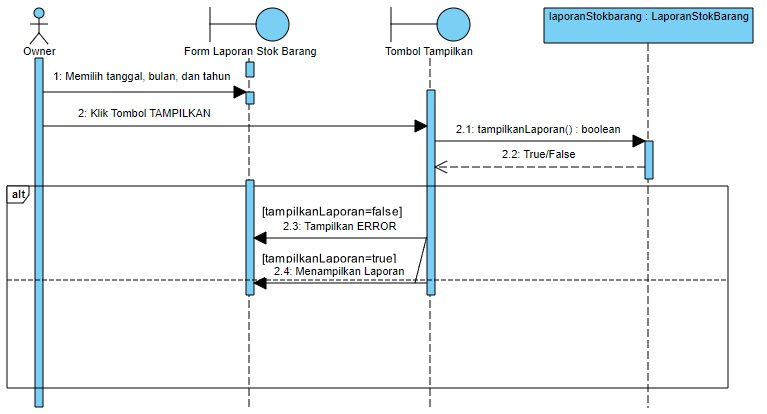 laporanStokbarang : LaporanStokBarang
Owner
Form Laporan Stok Barang
Tombol Tampilkan
1: Memilih tanggal, bulan, dan tahun
2: Klik Tombol TAMPILKAN
2.1: tampilkanLaporan() : boolean
2.2: True/False
alt
[tampilkanLaporan=false]
2.3: Tampilkan ERROR
[tampilkanLaporan=true]
2.4: Menampilkan Laporan